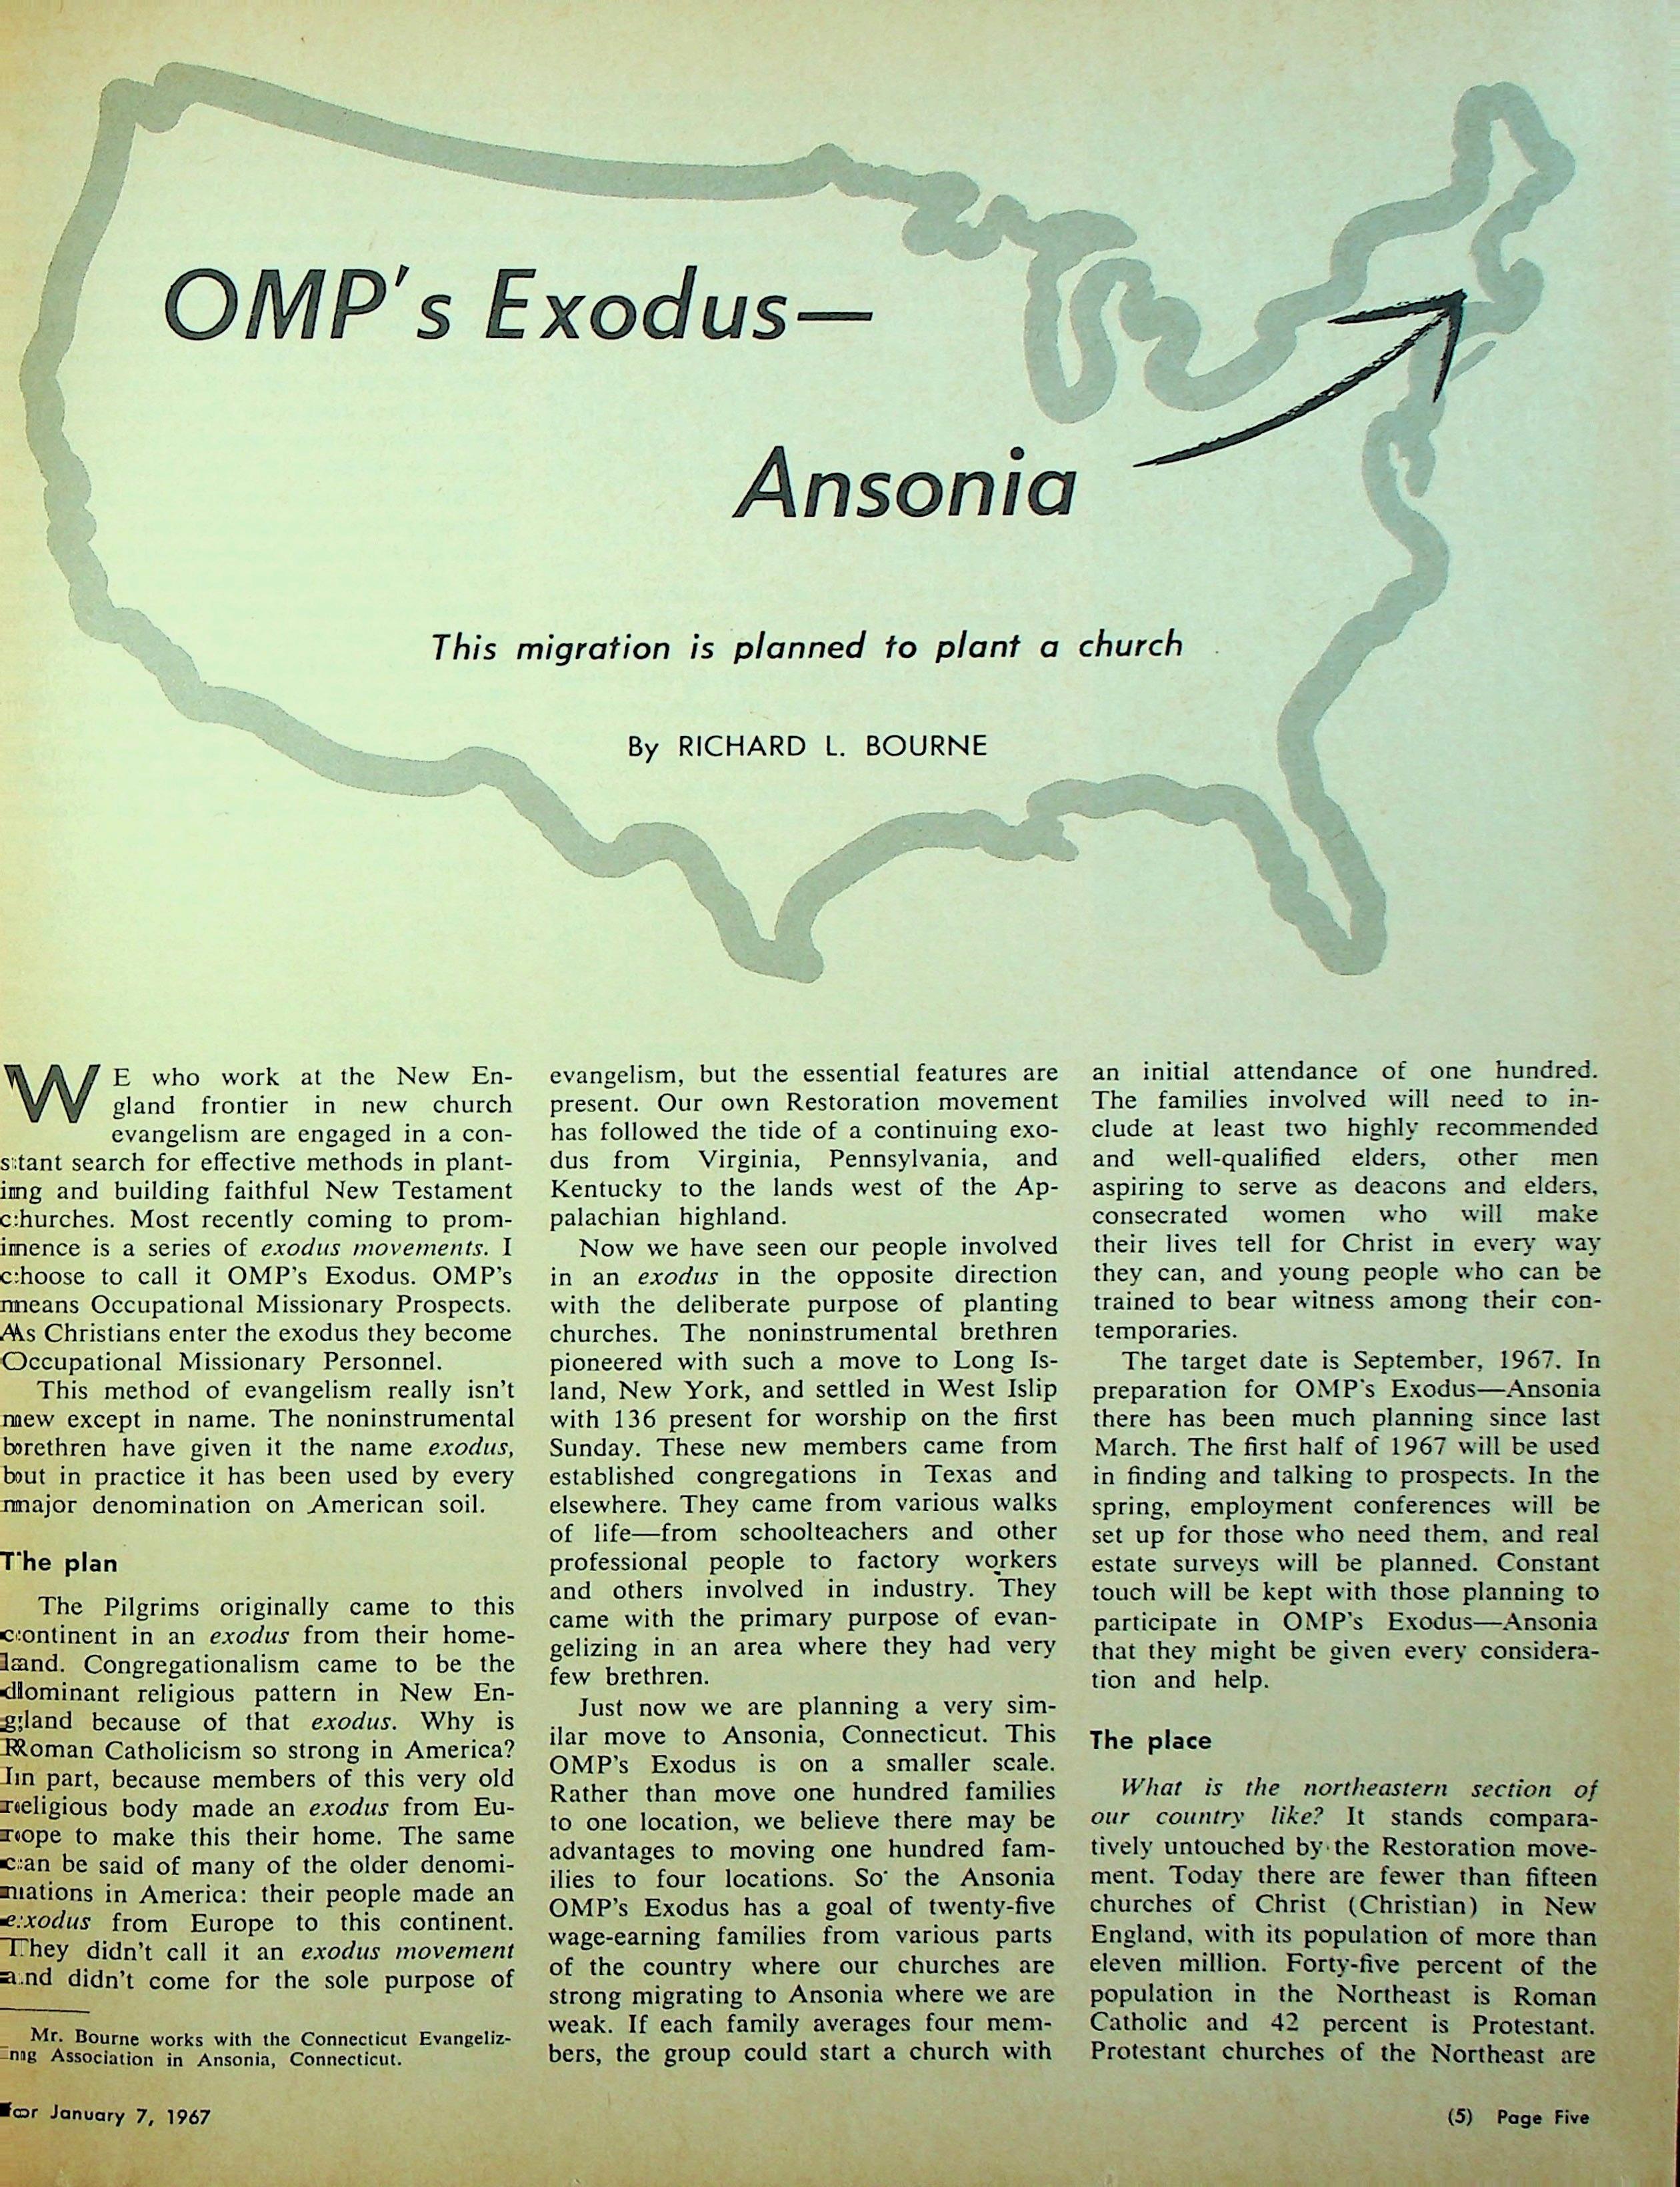 OMP's Exodus—
Ansonia
This migration is planned to plant a church
By RICHARD L. BOURNE
WE who work at the New En-
gland frontier in new church
evangelism are engaged in a con-
stant search for effective methods in plant-
ing and building faithful New Testament
churches. Most recently coming to prom-
inence is a series of exodus movements. I
choose to call it OMP's Exodus. OMP's
means Occupational Missionary Prospects.
As Christians enter the exodus they become
Occupational Missionary Personnel.
This method of evangelism really isn't
new except in name. The noninstrumental
brethren have given it the name exodus,
but in practice it has been used by every
major denomination on American soil.
The plan
The Pilgrims originally came to this
continent in an exodus from their home-
land. Congregationalism came to be the
dominant religious pattern in New En-
gland because of that exodus. Why is
Roman Catholicism so strong in America?
In part, because members of this very old
religious body made an exodus from Eu-
rope to make this their home. The same
can be said of many of the older denomi-
nations in America: their people made an
exodus from Europe to this continent.
They didn't call it an exodus movement
and didn't come for the sole purpose of
Mr. Bourne works with the Connecticut Evangeliz-
ing Association in Ansonia, Connecticut.
evangelism, but the essential features are
present. Our own Restoration movement
has followed the tide of a continuing exo-
dus from Virginia, Pennsylvania, and
Kentucky to the lands west of the Ap-
palachian highland.
Now we have seen our people involved
in an exodus in the opposite direction
with the deliberate purpose of planting
churches. The noninstrumental brethren
pioneered with such a move to Long Is-
land, New York, and settled in West Islip
with 136 present for worship on the first
Sunday. These new members came from
established congregations in Texas and
elsewhere. They came from various walks
of life—from schoolteachers and other
professional people to factory workers
and others involved in industry. They
came with the primary purpose of evan-
gelizing in an area where they had very
few brethren.
Just now we are planning a very sim-
ilar move to Ansonia, Connecticut. This
OMP's Exodus is on a smaller scale.
Rather than move one hundred families
to one location, we believe there may be
advantages to moving one hundred fam-
ilies to four locations. So the Ansonia
OMP's Exodus has a goal of twenty-five
wage-earning families from various parts
of the country where our churches are
strong migrating to Ansonia where we are
weak. If each family averages four mem-
bers, the group could start a church with
an initial attendance of one hundred.
The families involved will need to in-
clude at least two highly recommended
and well-qualified elders, other men
aspiring to serve as deacons and elders,
consecrated women who will make
their lives tell for Christ in every way
they can, and young people who can be
trained to bear witness among their con-
temporaries.
The target date is September, 1967. In
preparation for OMP's Exodus—Ansonia
there has been much planning since last
March. The first half of 1967 will be used
in finding and talking to prospects. In the
spring, employment conferences will be
set up for those who need them, and real
estate surveys will be planned. Constant
touch will be kept with those planning to
participate in OMP's Exodus—Ansonia
that they might be given every considera-
tion and help.
The place
What is the northeastern section of
our country like? It stands compara-
tively untouched by the Restoration move-
ment. Today there are fewer than fifteen
churches of Christ (Christian) in New
England, with its population of more than
eleven million. Forty-five percent of the
population in the Northeast is Roman
Catholic and 42 percent is Protestant.
Protestant churches of the Northeast are
for January 7, 1967
(5) Page Five